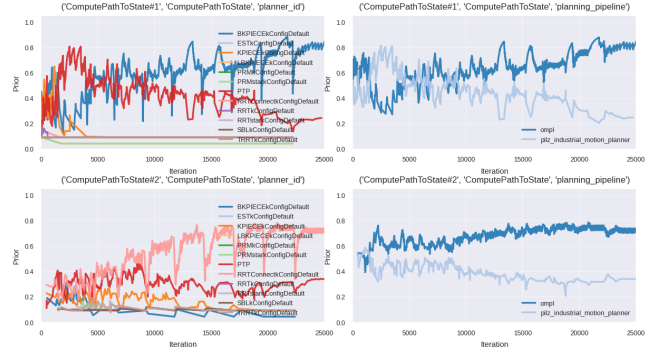 ('ComputePathToState#1', 'ComputePathToState', 'planner_id')
1.0
0.8
0.6
0.4
0.2
0.0
Prior
0
5000
10000
15000
20000
25000
Iteration
BKPIECEkConfigDefault
ESTkConfigDefault
KPIECEkConfigDefault
LBKPIECEkConfigDefault
PRMkConfigDefault
PRMstarkConfigDefault
PTP
RRTConnectkConfigDefault
RRTkConfigDefault
RRTstarkConfigDefault
SBLkConfigDefault
TRRTkConfigDefault
('ComputePathToState#1', 'ComputePathToState', 'planning_pipeline')
1.0
0.8
0.6
0.4
0.2
0.0
Prior
0
5000
10000
15000
20000
25000
Iteration
ompl
pilz_industrial_motion_planner
('ComputePathToState#2', 'ComputePathToState', 'planner_id')
1.0
0.8
0.6
0.4
0.2
0.0
Prior
0
5000
10000
15000
20000
25000
Iteration
BKPIECEkConfigDefault
ESTkConfigDefault
KPIECEkConfigDefault
LBKPIECEkConfigDefault
PRMkConfigDefault
PRMstarkConfigDefault
PTP
RRTConnectkConfigDefault
RRTkConfigDefault
RRTstarkConfigDefault
SBLkConfigDefault
TRRTkConfigDefault
('ComputePathToState#2', 'ComputePathToState', 'planning_pipeline')
1.0
0.8
0.6
0.4
0.2
0.0
Prior
0
5000
10000
15000
20000
25000
Iteration
ompl
pilz_industrial_motion_planner